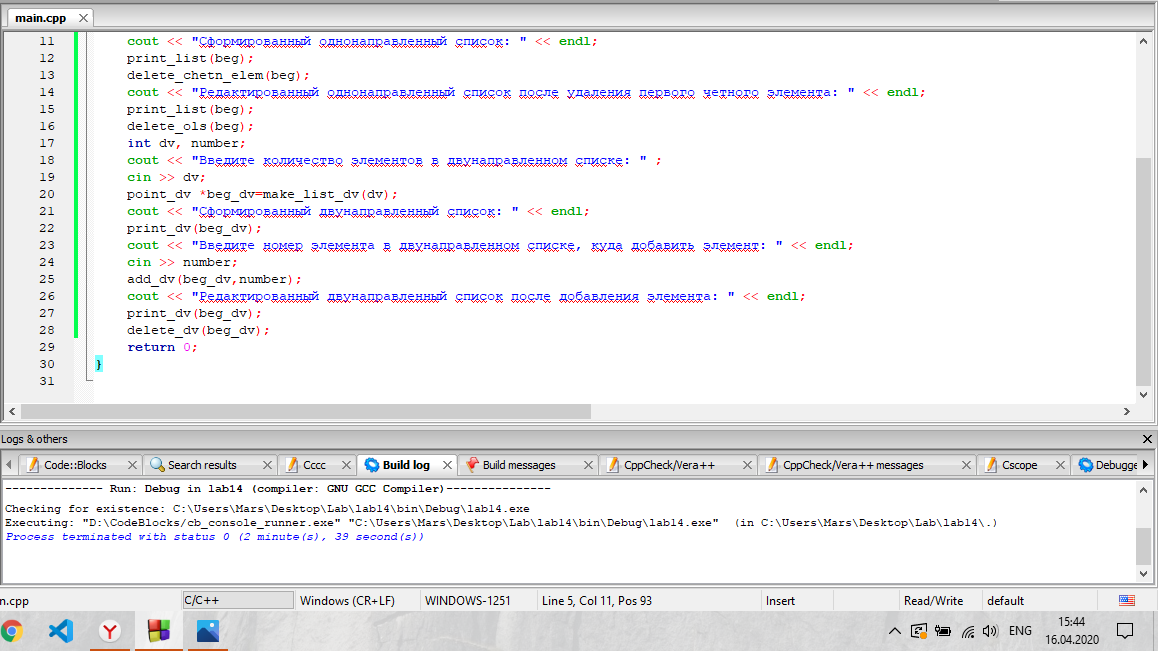 main.cpp
11 cout << "Сформированный однонаправленный список: " << endl;
12 print_list(beg);
13 delete_chetn_elem(beg);
14 cout << "Редактированный однонаправленный список после удаления первого четного элемента: " << endl;
15 print_list(beg);
16 delete_ols(beg);
17 int dv, number;
18 cout << "Введите количество элементов в двунаправленном списке: " ;
19 cin >> dv;
20 point_dv *beg_dv=make_list_dv(dv);
21 cout << "Сформированный двунаправленный список: " << endl;
22 print_dv(beg_dv);
23 cout << "Введите номер элемента в двунаправленном списке, куда добавить элемент: " << endl;
24 cin >> number;
25 add_dv(beg_dv,number);
26 cout << "Редактированный двунаправленный список после добавления элемента: " << endl;
27 print_dv(beg_dv);
28 delete_dv(beg_dv);
29 return 0;
30 }
31
Logs & others
Code::Blocks Search results Cccc Build log Build messages CppCheck/Vera++ CppCheck/Vera++ messages Cscope Debugge
-------------- Run: Debug in lab14 (compiler: GNU GCC Compiler)---------------
Checking for existence: C:\Users\Mars\Desktop\Lab\lab14\bin\Debug\lab14.exe
Executing: "D:\CodeBlocks/cb_console_runner.exe" "C:\Users\Mars\Desktop\Lab\lab14\bin\Debug\lab14.exe"  (in C:\Users\Mars\Desktop\Lab\lab14\.)
Process terminated with status 0 (2 minute(s), 39 second(s))
n.cpp C/C++ Windows (CR+LF) WINDOWS-1251 Line 5, Col 11, Pos 93 Insert Read/Write default
ENG 15:44
16.04.2020